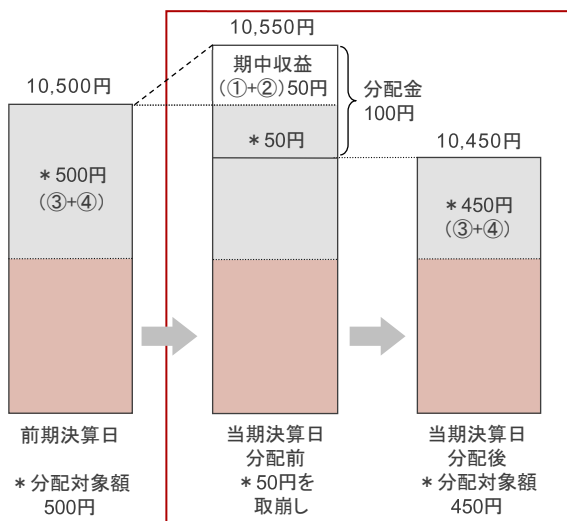 10,550円
期中収益
(①+②)50円
分配金
100円
10,500円
＊50円
10,450円
＊500円
(③+④)
＊450円
(③+④)
前期決算日
＊分配対象額
500円
当期決算日
分配前
＊50円を
取崩し
当期決算日
分配後
＊分配対象額
450円